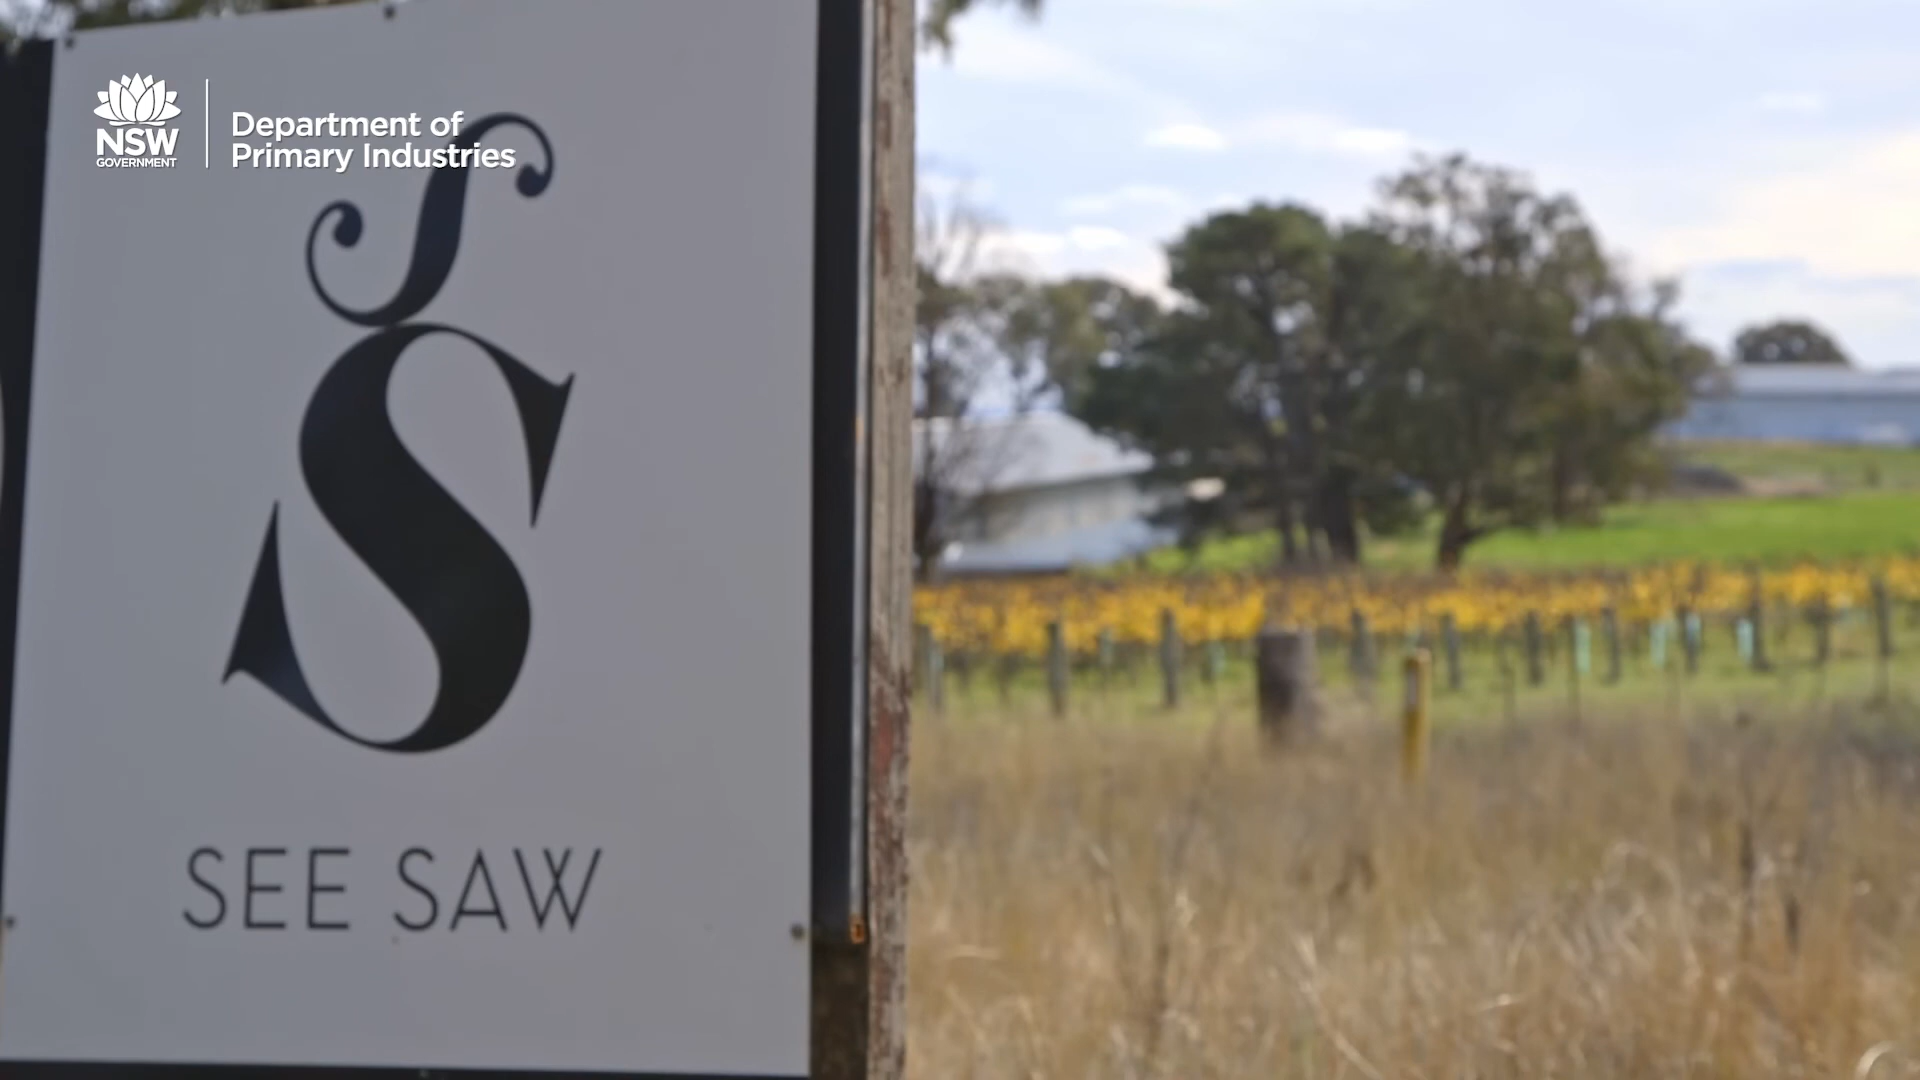 NSW
GOVERNMENT
Department of
Primary Industries
S
S
SEE SAW